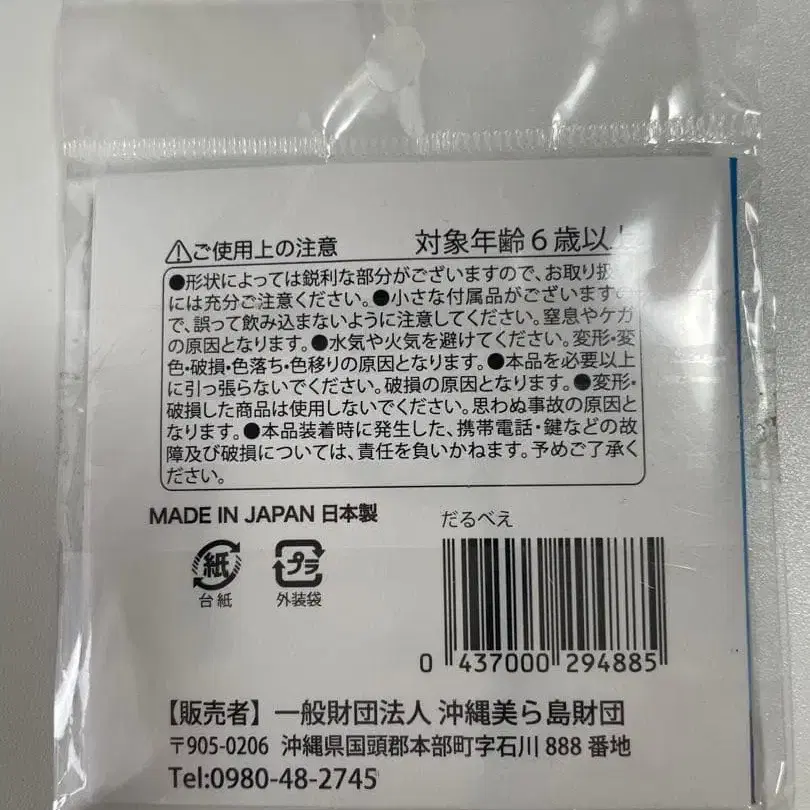 ⚠ご使用上の注意 対象年齢6歳以上
●形状によっては鋭利な部分がございますので、お取り扱
には充分ご注意ください。●小さな付属品がございますの
で、誤って飲み込まないように注意してください。窒息やケガ
の原因となります。●水気や火気を避けてください。変形・変
色・破損・色落ち・色移りの原因となります。●本品を必要以上
に引っ張らないでください。破損の原因となります。●変形・
破損した商品は使用しないでください。思わぬ事故の原因と
なります。●本品装着時に発生した、携帯電話・鍵などの故
障及び破損については、責任を負いかねます。予めご了承く
ださい。
MADE IN JAPAN 日本製
だるべえ
紙
台紙
プラ
外装袋
0 437000 294885
【販売者】一般財団法人 沖縄美ら島財団
〒905-0206 沖縄県国頭郡本部町字石川 888 番地
Tel:0980-48-2745